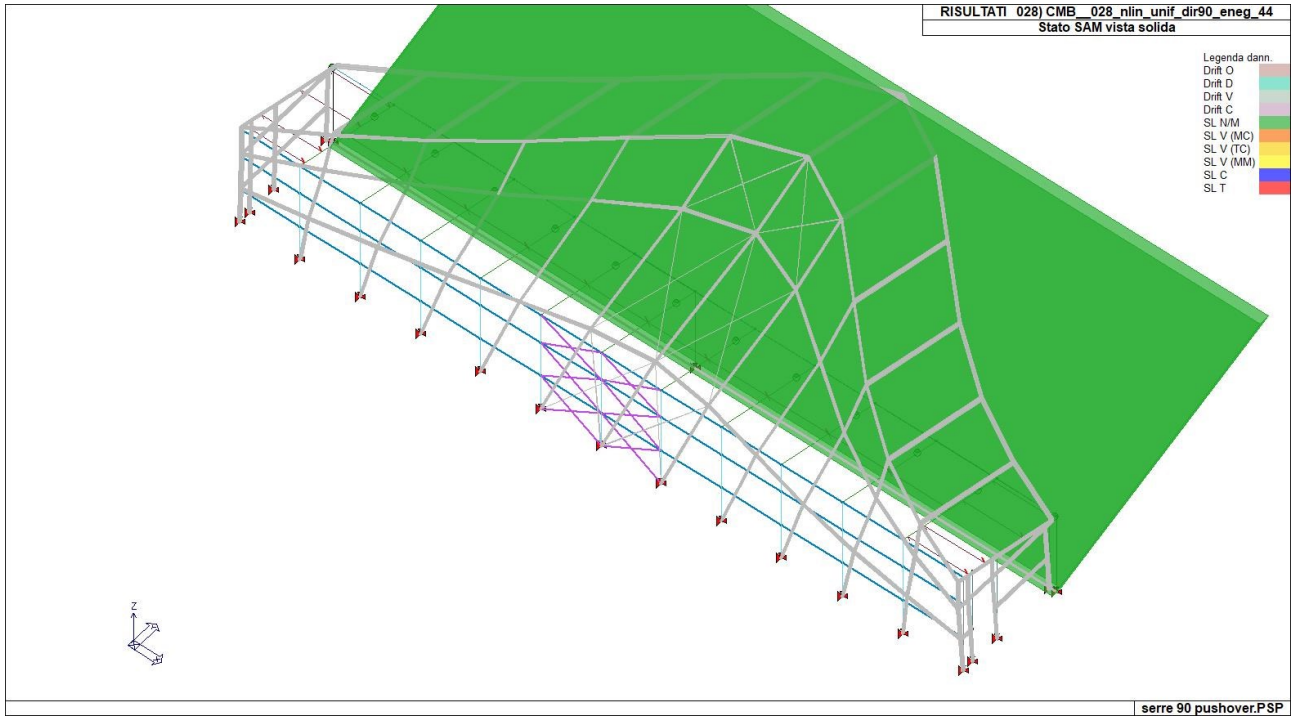 RISULTATI 028) CMB__028_nlin_unif_dir90_eneg_44
Stato SAM vista solida
Legenda dann.
Drift O
Drift D
Drift V
Drift C
SL N/M
SL V (MC)
SL V (TC)
SL V (MM)
SL C
SL T
Z
serre 90 pushover.PSP